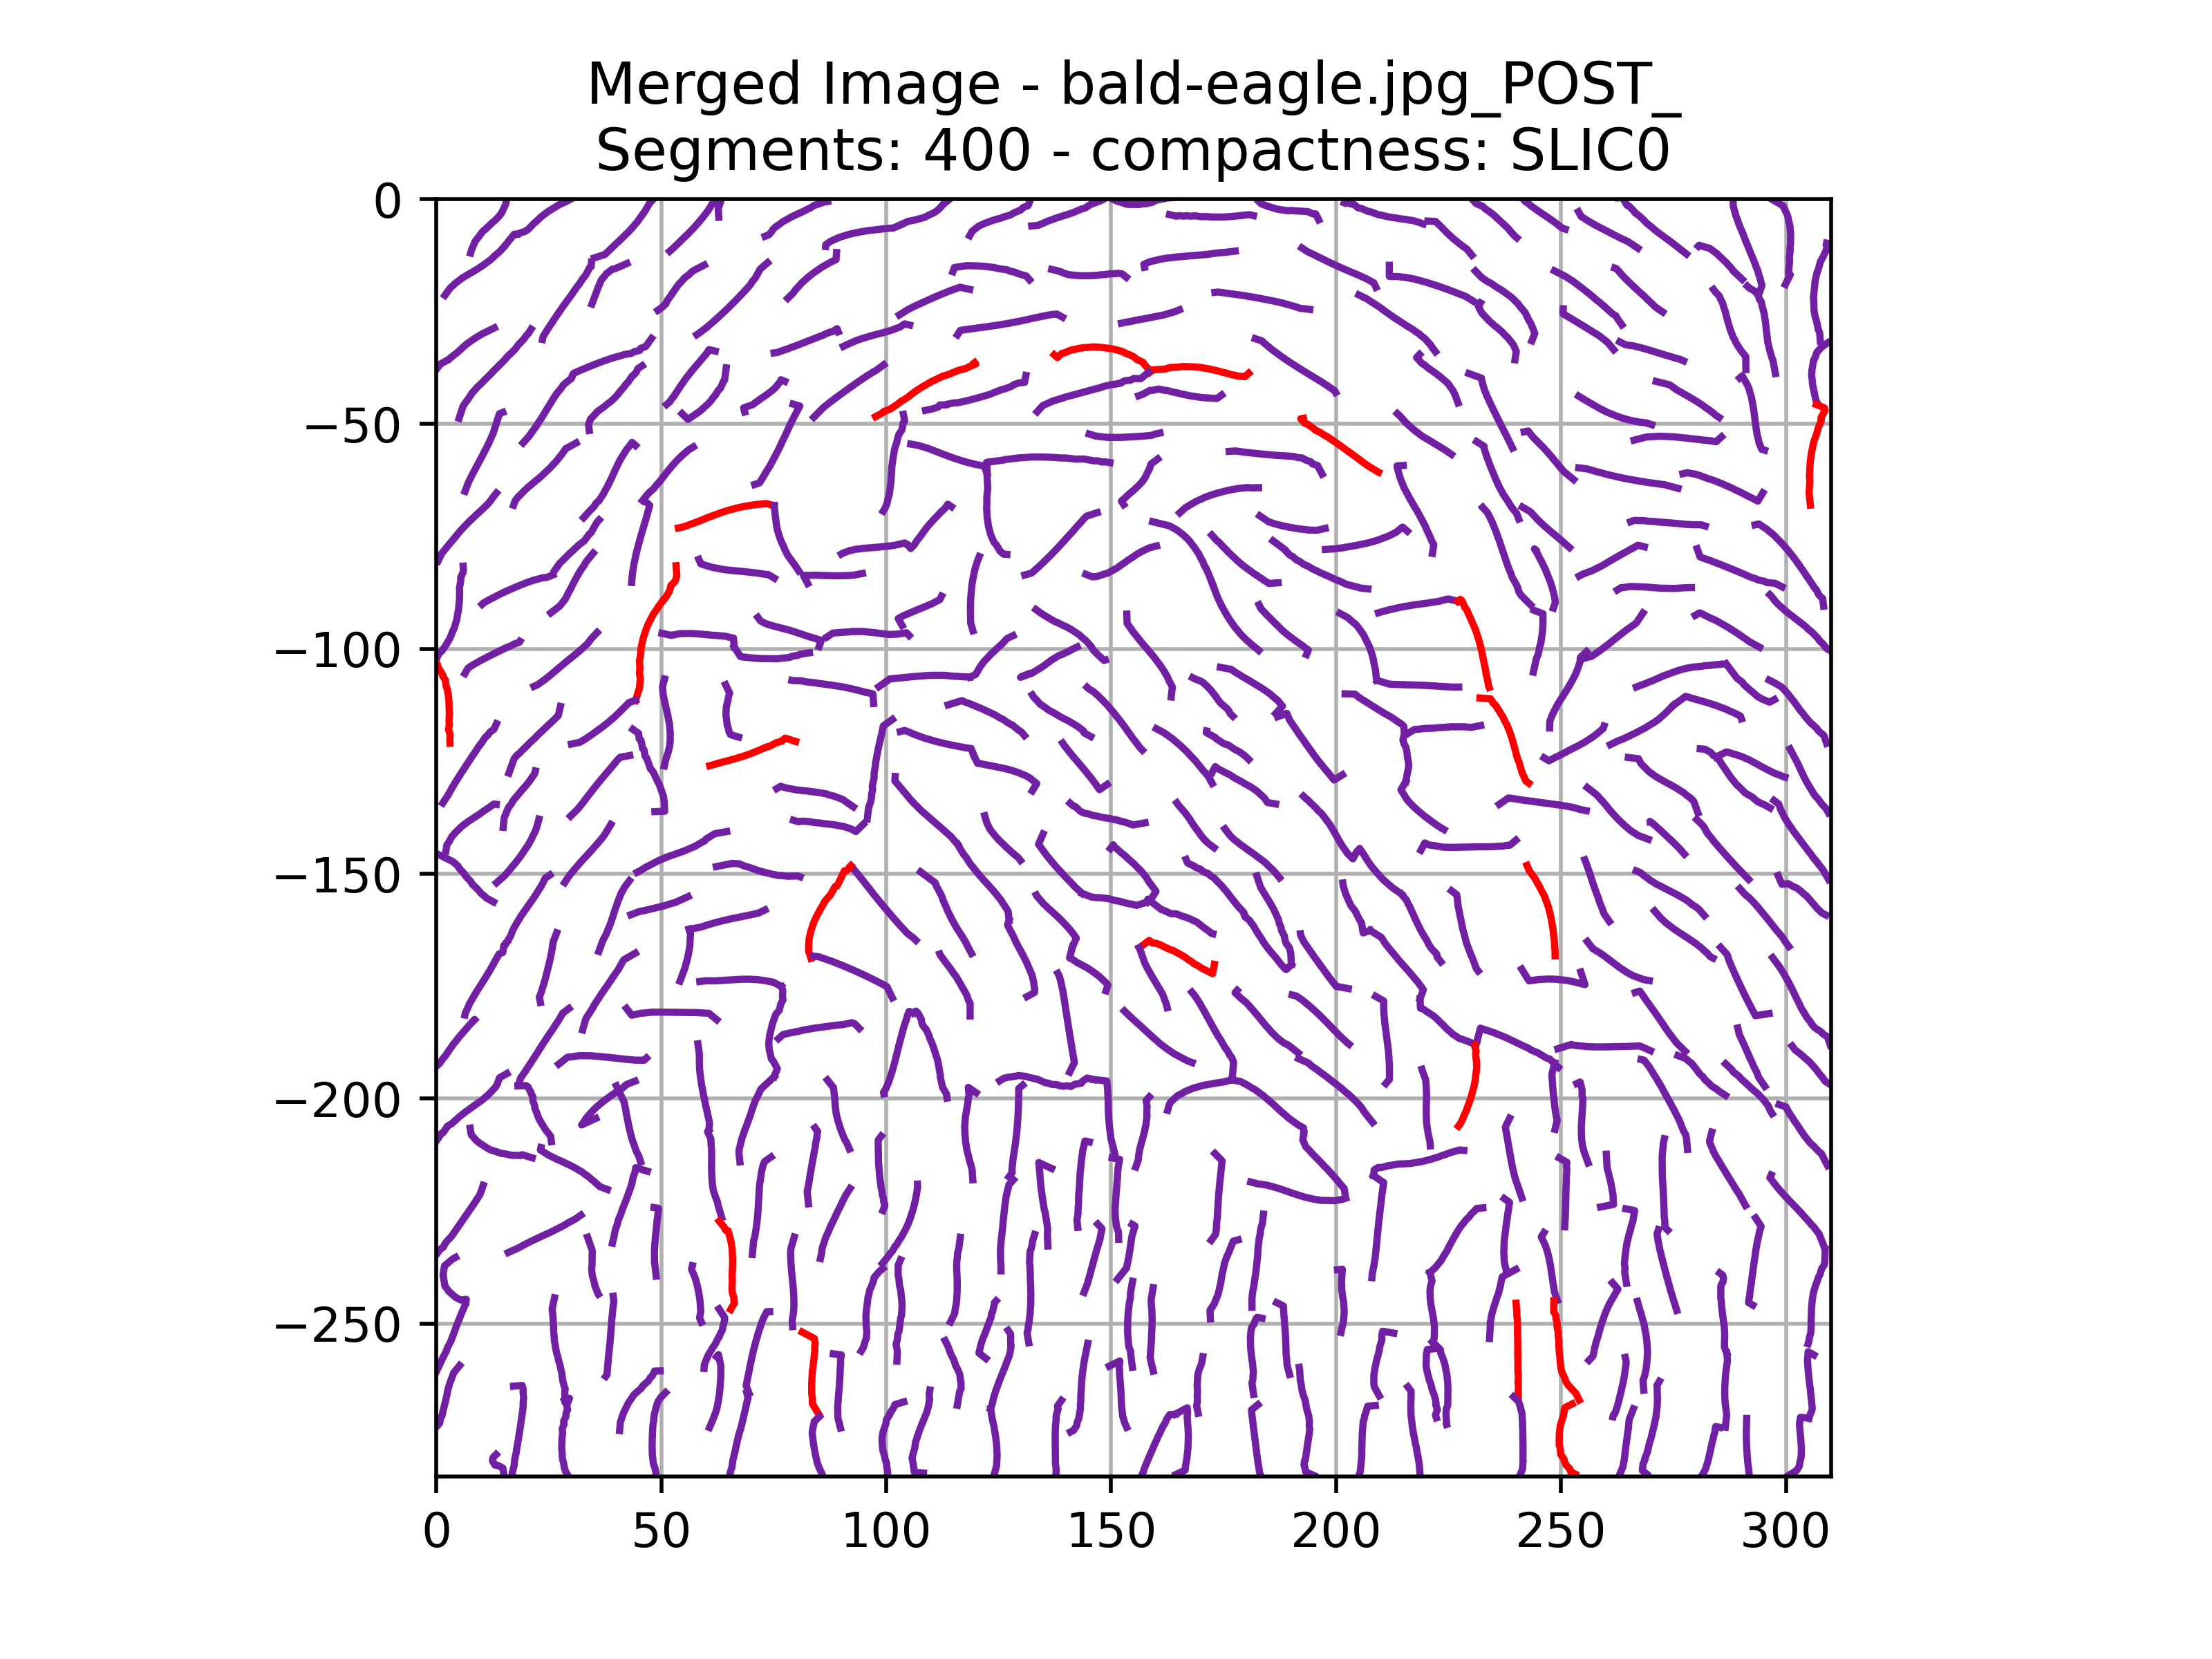 Merged Image - bald-eagle.jpg_POST_
Segments: 400 - compactness: SLIC0
0
−50
−100
−150
−200
−250
0 50 100 150 200 250 300